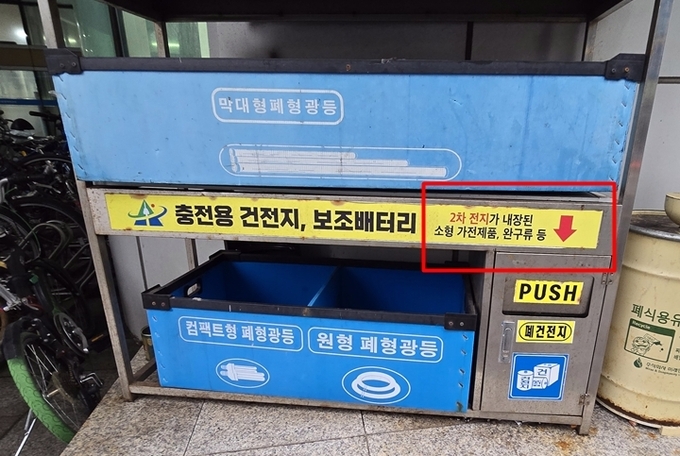 막대형폐형광등
충전용 건전지, 보조배터리
2차 전지가 내장된
소형 가전제품, 완구류 등
PUSH
폐건전지
컴팩트형 폐형광등
원형 폐형광등
폐식용유
Recycle